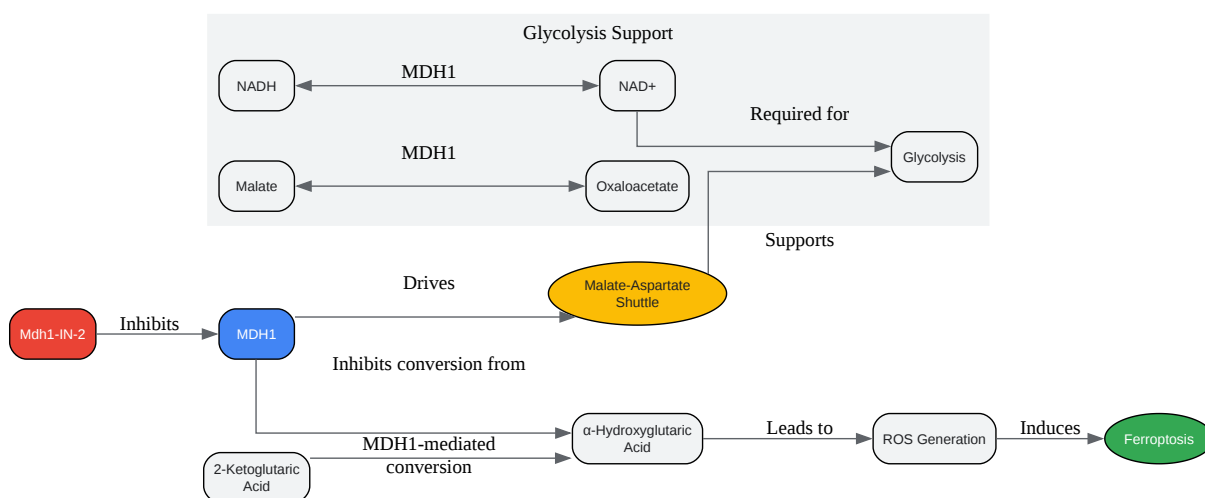 Glycolysis Support
NADH
MDH1
NAD+
Required for
Glycolysis
Malate
MDH1
Oxaloacetate
Supports
Drives
Malate-Aspartate
Shuttle
Mdh1-IN-2
Inhibits
MDH1
Inhibits conversion from
α-Hydroxyglutaric
Acid
Leads to
ROS Generation
Induces
Ferroptosis
MDH1-mediated
conversion
2-Ketoglutaric
Acid